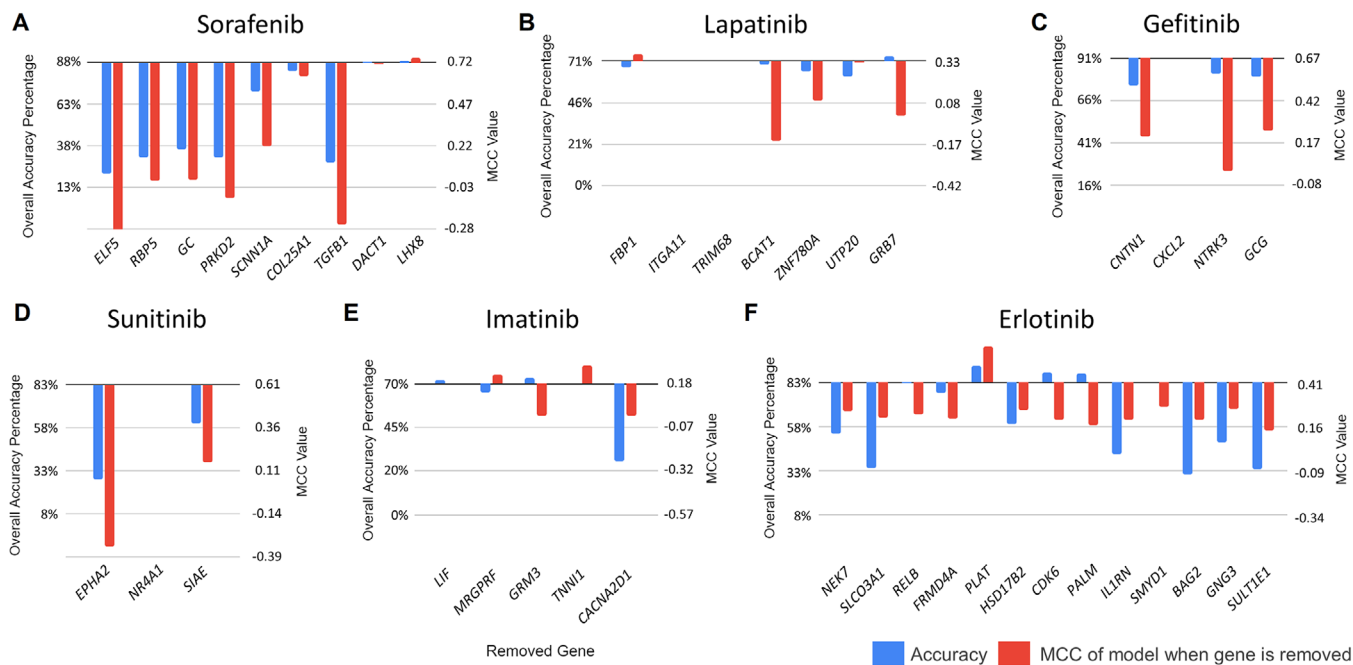 A
Sorafenib
Overall Accuracy Percentage
88%
63%
38%
13%
0.72
0.47
0.22
-0.03
-0.28
MCC Value
ELF5
RBP5
GC
PRKD2
SCNN1A
COL25A1
TGFB1
DACT1
LHX8
B
Lapatinib
Overall Accuracy Percentage
71%
46%
21%
0%
0.33
0.08
-0.17
-0.42
MCC Value
FBP1
ITGA11
TRIM68
BCAT1
ZNF780A
UTP20
GRB7
C
Gefitinib
Overall Accuracy Percentage
91%
66%
41%
16%
0.67
0.42
0.17
-0.08
MCC Value
CNTN1
CXCL2
NTRK3
GCG
D
Sunitinib
Overall Accuracy Percentage
83%
58%
33%
8%
0.61
0.36
0.11
-0.14
-0.39
MCC Value
EPHA2
NR4A1
SIAE
E
Imatinib
Overall Accuracy Percentage
70%
45%
20%
0%
0.18
-0.07
-0.32
-0.57
MCC Value
LIF
MRGPRF
GRM3
TNNI1
CACNA2D1
Removed Gene
F
Erlotinib
Overall Accuracy Percentage
83%
58%
33%
8%
0.41
0.16
-0.09
-0.34
MCC Value
NEK7
SLCO3A1
RELB
FRMD4A
PLAT
HSD17B2
CDK6
PALM
IL1RN
SMYD1
BAG2
GNG3
SULT1E1
Accuracy
MCC of model when gene is removed